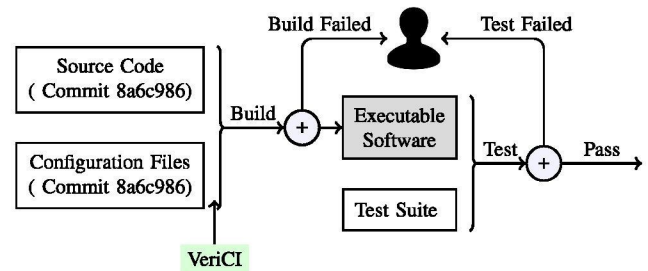 Build Failed
Test Failed
Source Code
( Commit 8a6c986)
Build
+
Executable
Software
Configuration Files
( Commit 8a6c986)
Test
+
Pass
Test Suite
VeriCI